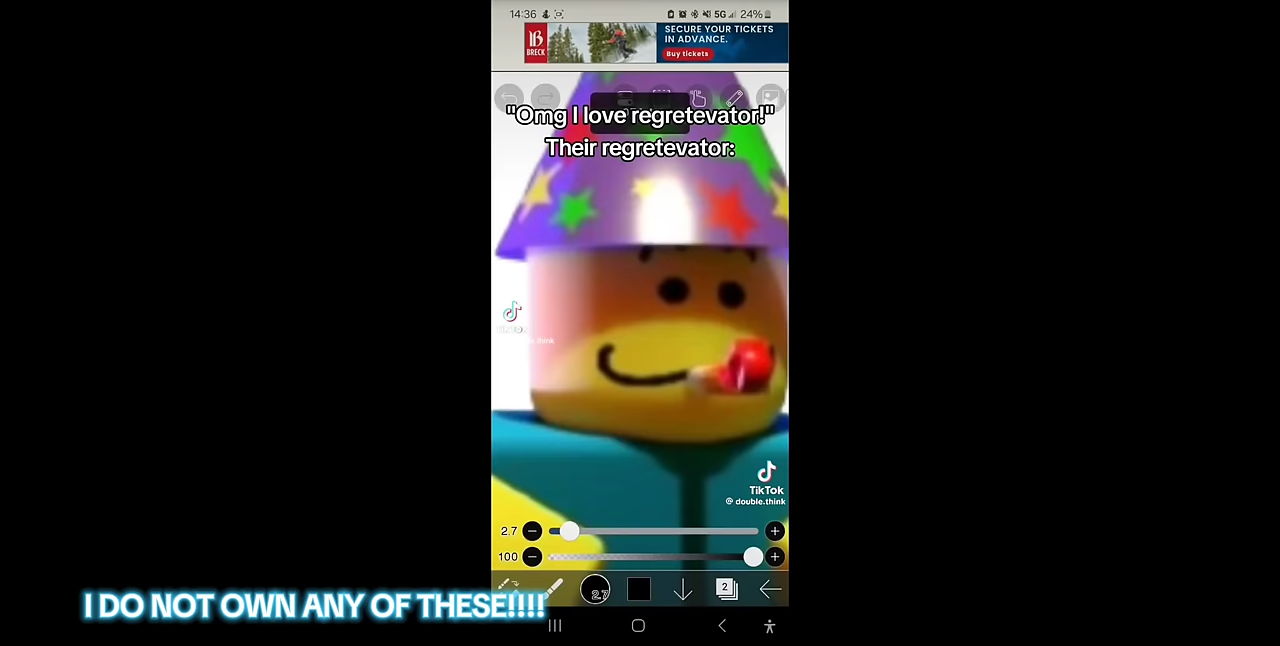 14:36
5G
24%
BRECK
SECURE YOUR TICKETS
IN ADVANCE.
Buy tickets
"Omg I love regretevator!"
Their regretevator:
TikTok
@ double.think
2.7
100
2.7
2
I DO NOT OWN ANY OF THESE!!!!